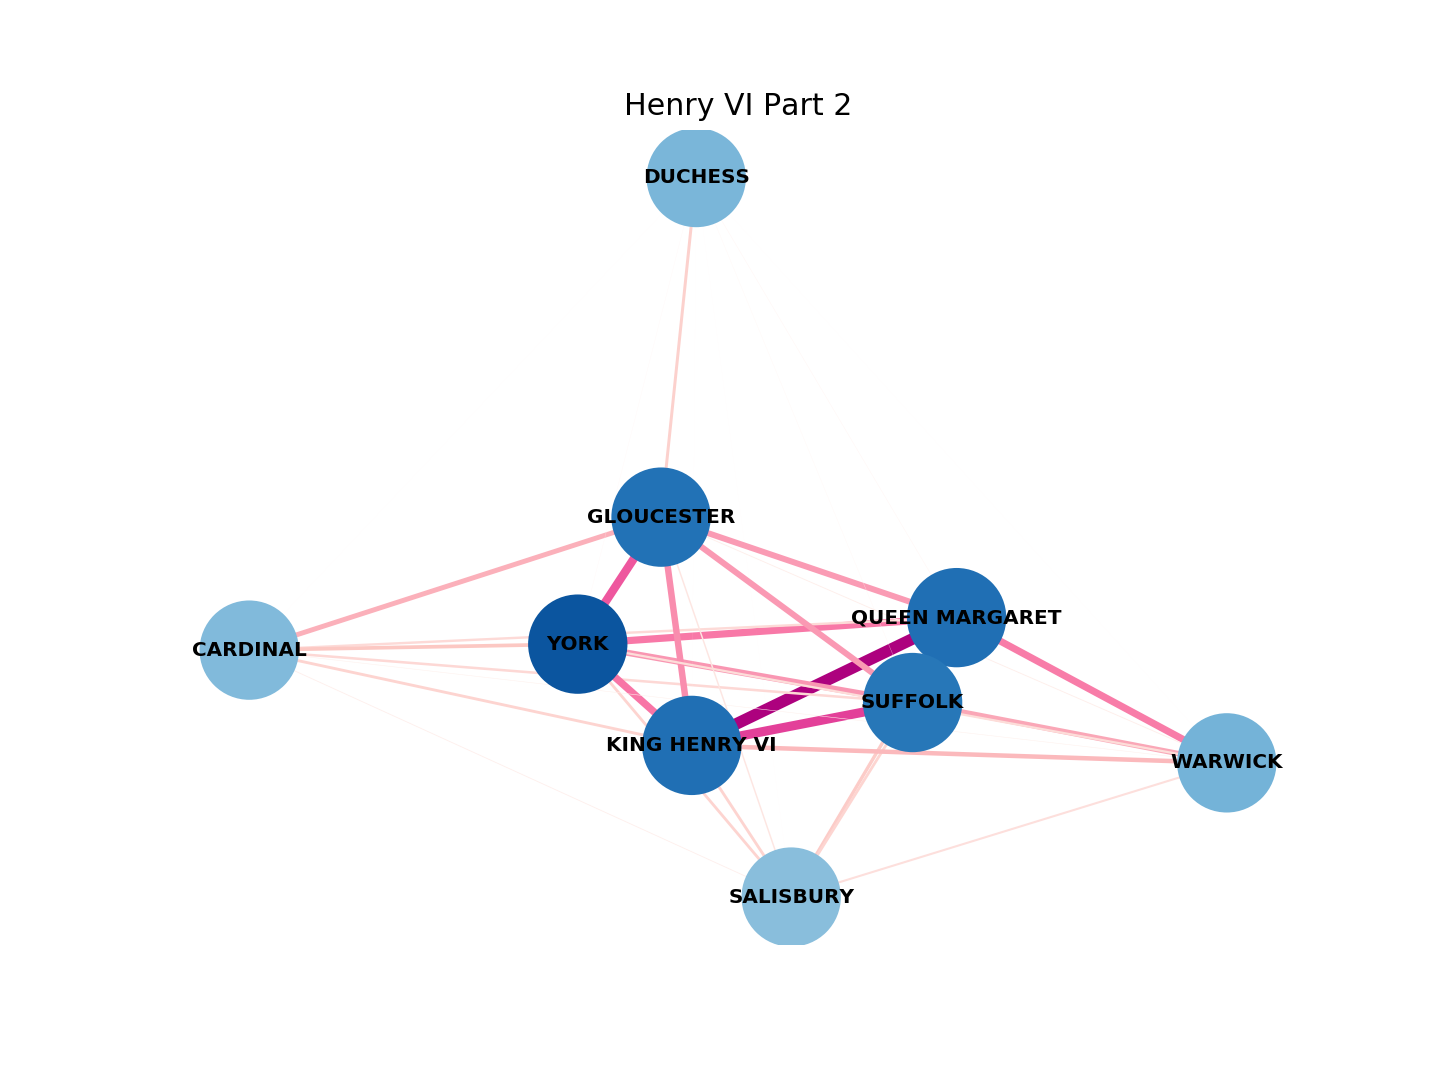 Henry VI Part 2
DUCHESS
GLOUCESTER
QUEEN MARGARET
YORK
CARDINAL
SUFFOLK
KING HENRY VI
WARWICK
SALISBURY